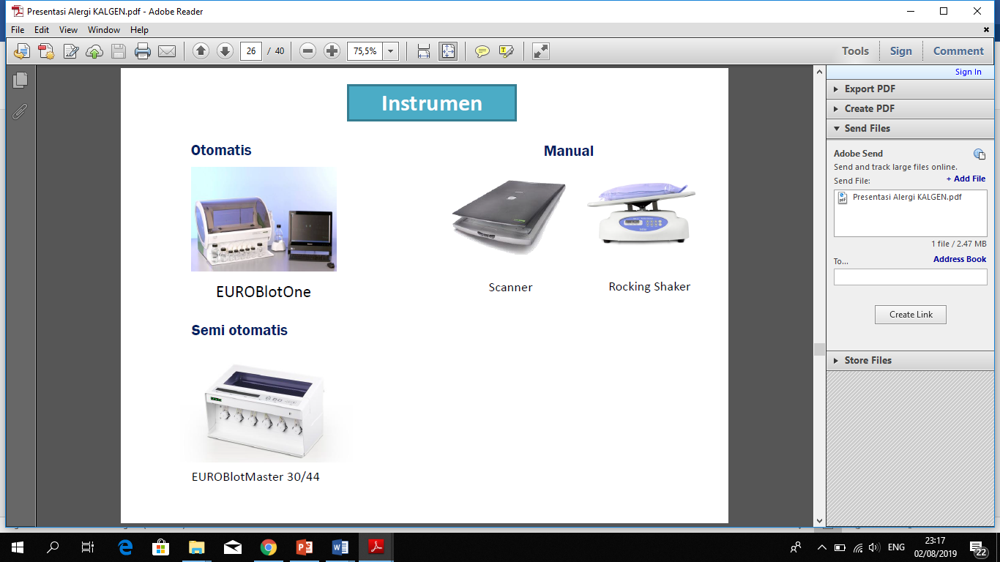 Presentasi Alergi KALGEN.pdf - Adobe Reader
File Edit View Window Help
26 / 40 75,5% Tools Sign Comment
Sign In
Export PDF
Create PDF
Send Files
Adobe Send
Send and track large files online.
Send File: + Add File
Presentasi Alergi KALGEN.pdf
1 file / 2.47 MB
To... Address Book
Create Link
Store Files
Instrumen
Otomatis
Manual
EUROBlotOne
Scanner
Rocking Shaker
Semi otomatis
EUROBlotMaster 30/44
ENG
23:17
02/08/2019
22